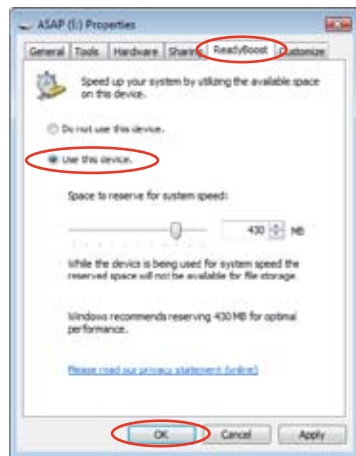 ASAP (I:) Properties
General Tools Hardware Sharing ReadyBoost Customize
Speed up your system by utilizing the available space
on this device.
Do not use this device.
Use this device.
Space to reserve for system speed:
430 MB
While the device is being used for system speed the
reserved space will not be available for file storage.
Windows recommends reserving 430 MB for optimal
performance.
Please read our privacy statement (online)
OK Cancel Apply